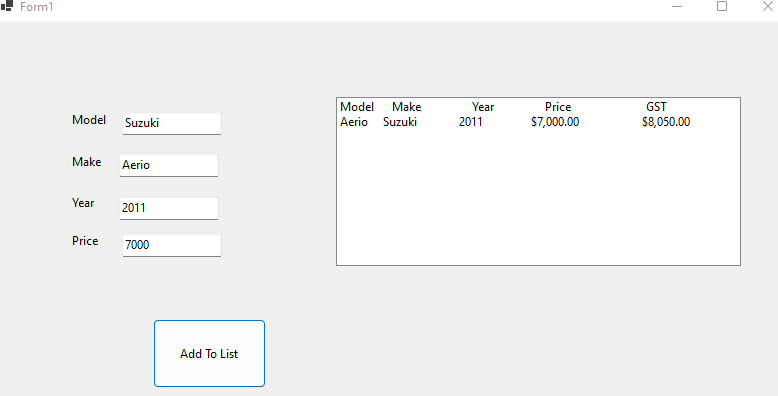 Form1
Model Suzuki
Make Aerio
Year 2011
Price 7000
Add To List
Model Make Year Price GST
Aerio Suzuki 2011 $7,000.00 $8,050.00